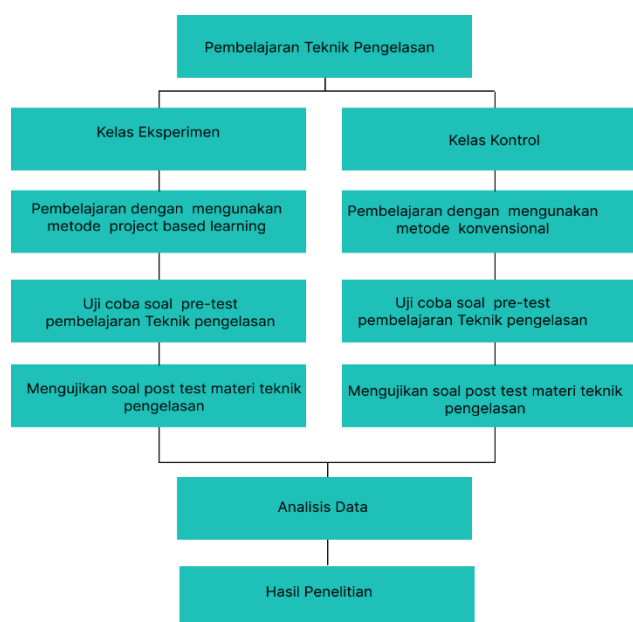 Pembelajaran Teknik Pengelasan
Kelas Eksperimen
Kelas Kontrol
Pembelajaran dengan mengunakan
metode project based learning
Pembelajaran dengan mengunakan
metode konvensional
Uji coba soal pre-test
pembelajaran Teknik pengelasan
Uji coba soal pre-test
pembelajaran Teknik pengelasan
Mengujikan soal post test materi teknik
pengelasan
Mengujikan soal post test materi teknik
pengelasan
Analisis Data
Hasil Penelitian